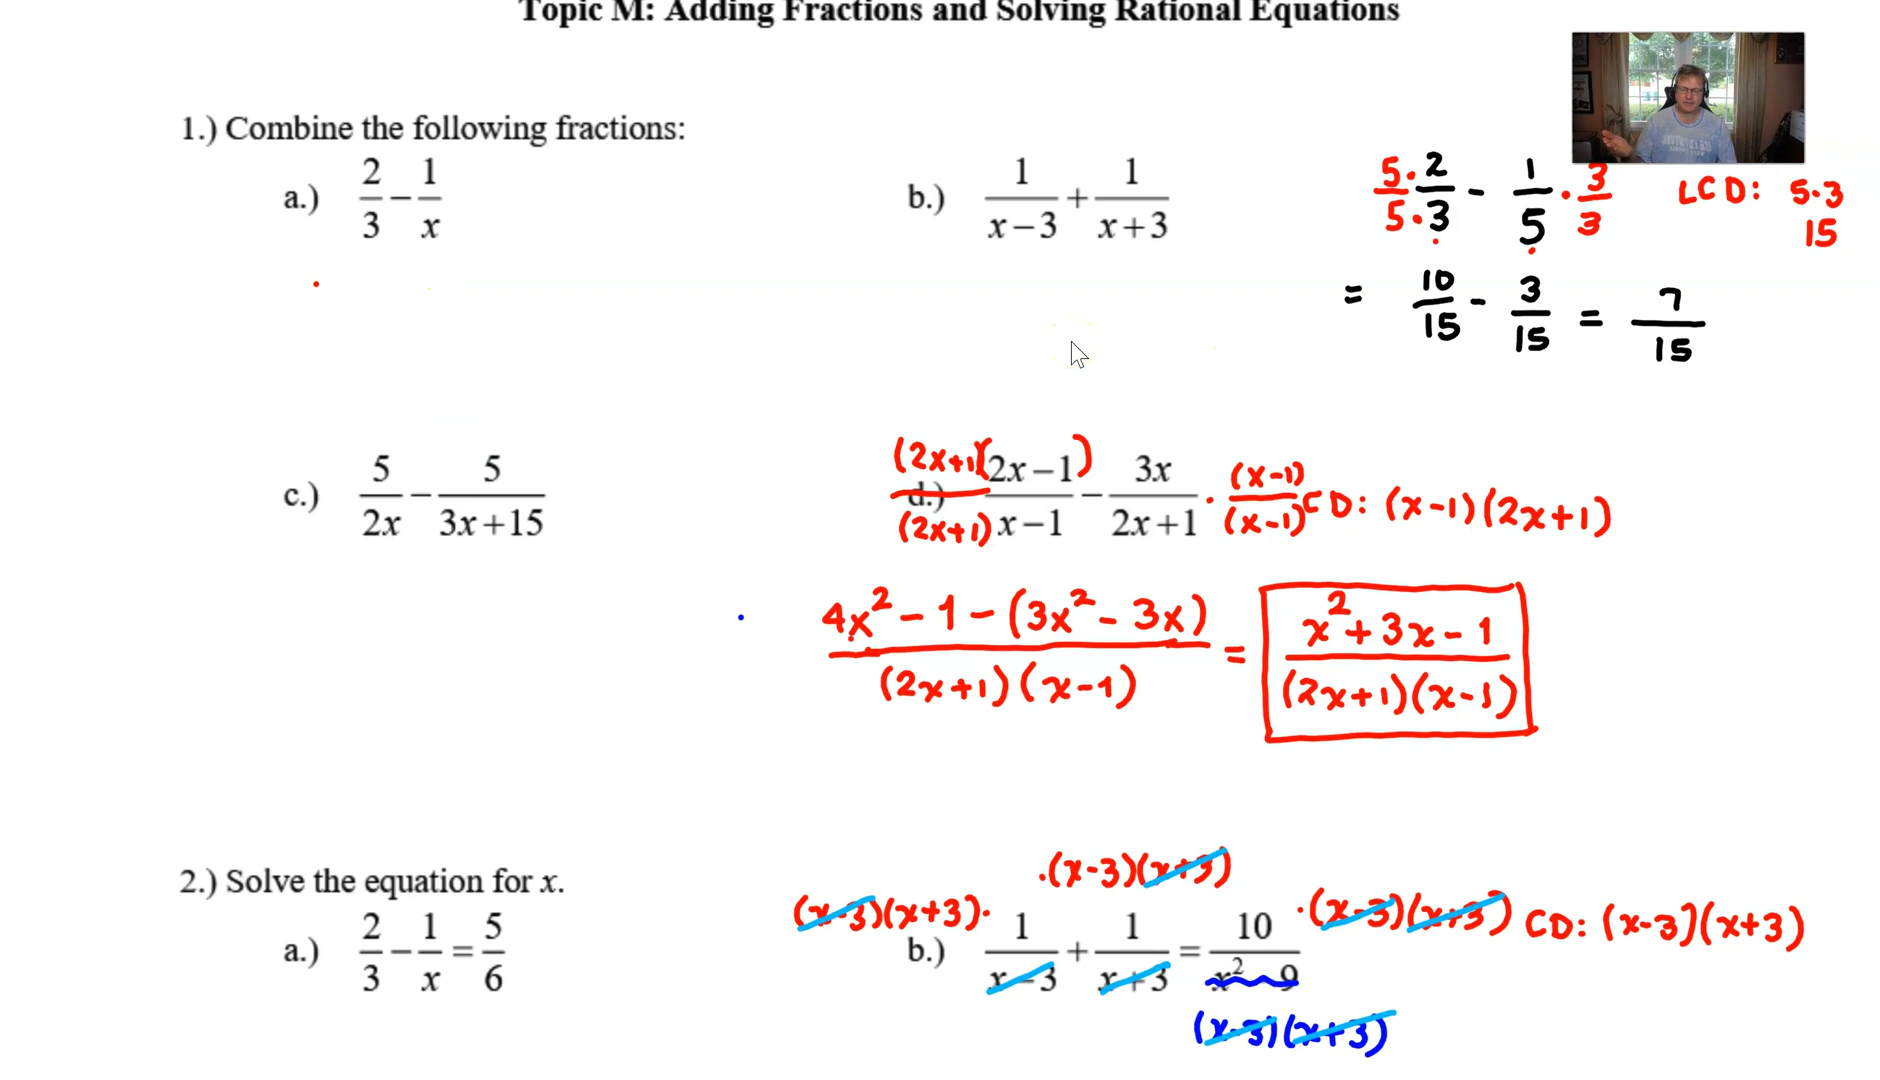 Topic M: Adding Fractions and Solving Rational Equations
1.) Combine the following fractions:
a.) 2/3 − 1/x
b.) 1/(x−3) + 1/(x+3)
5·2/5·3 - 1/5 · 3/3 LCD: 5·3
15
= 10/15 - 3/15 = 7/15
c.) 5/2x − 5/(3x+15)
d.) (2x+1)(2x−1)/(2x+1)(x−1) − 3x/(2x+1) · (x-1)/(x-1) CD: (x-1)(2x+1)
(4x² - 1 - (3x² - 3x))/((2x+1)(x-1)) = (x² + 3x - 1)/((2x+1)(x-1))
2.) Solve the equation for x.
a.) 2/3 − 1/x = 5/6
·(x-3)(x+3)
(x-3)(x+3)· ·(x-3)(x+3) CD: (x-3)(x+3)
b.) 1/(x−3) + 1/(x+3) = 10/(x²−9)
(x-3)(x+3)